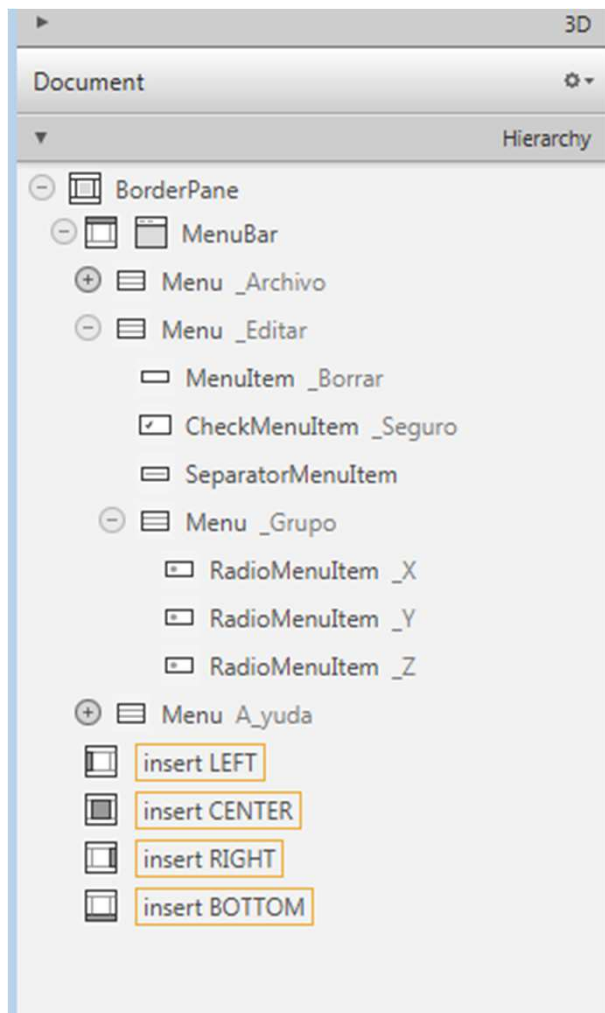 3D
Document
Hierarchy
BorderPane
MenuBar
Menu _Archivo
Menu _Editar
MenuItem _Borrar
CheckMenuItem _Seguro
SeparatorMenuItem
Menu _Grupo
RadioMenuItem _X
RadioMenuItem _Y
RadioMenuItem _Z
Menu A_yuda
insert LEFT
insert CENTER
insert RIGHT
insert BOTTOM